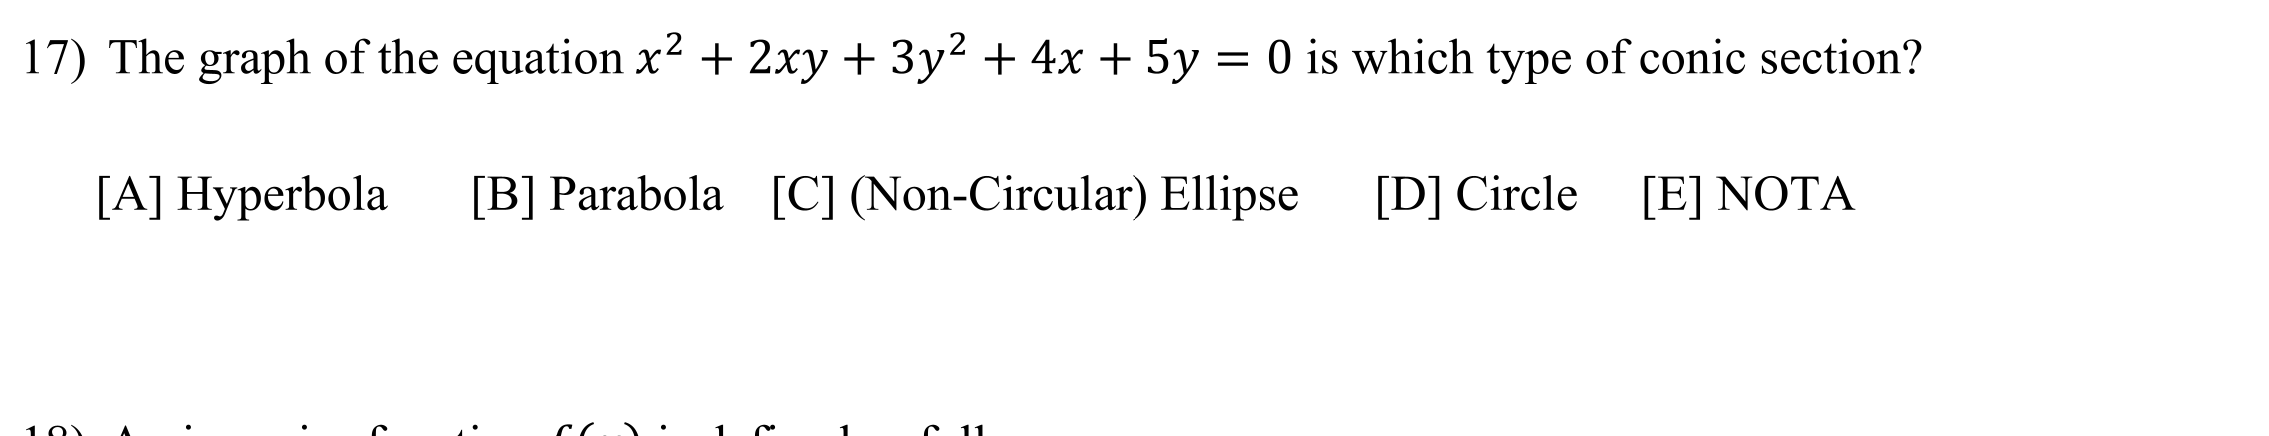 17) The graph of the equation x² + 2xy + 3y² + 4x + 5y = 0 is which type of conic section?
[A] Hyperbola [B] Parabola [C] (Non-Circular) Ellipse [D] Circle [E] NOTA